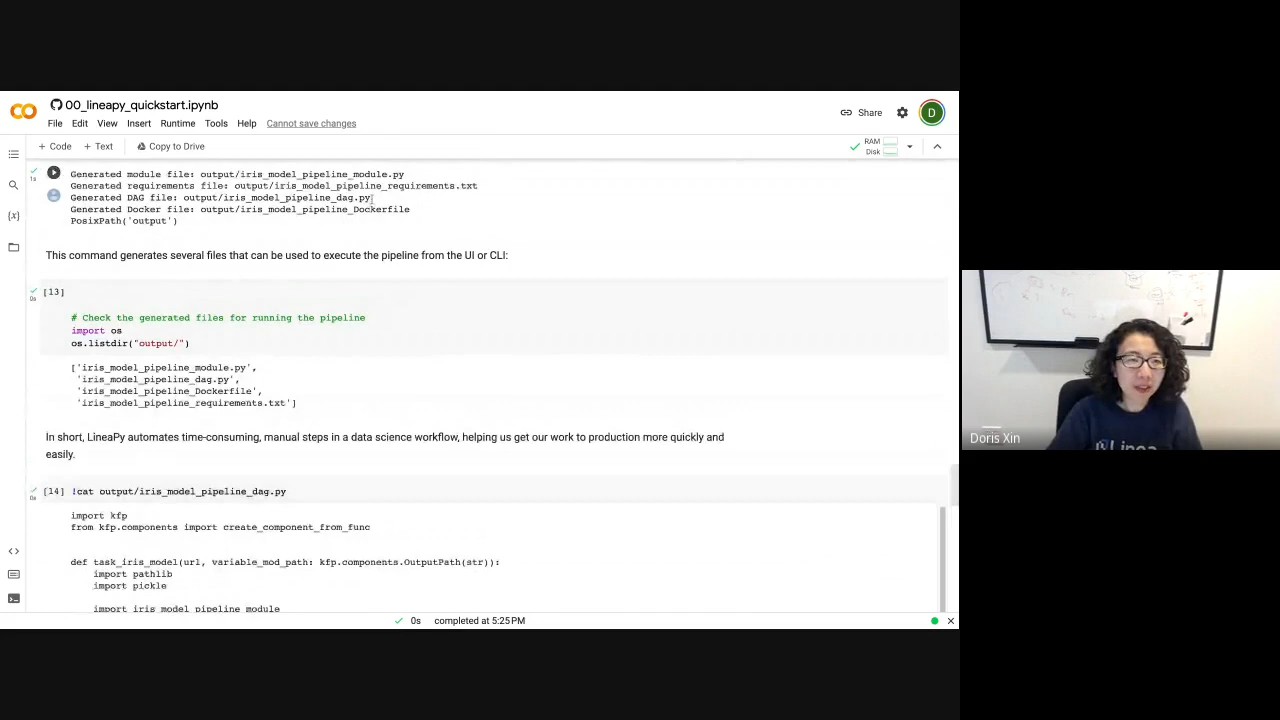 00_lineapy_quickstart.ipynb
File Edit View Insert Runtime Tools Help Cannot save changes
Share
D
+ Code + Text Copy to Drive
RAM
Disk
1s
Generated module file: output/iris_model_pipeline_module.py
Generated requirements file: output/iris_model_pipeline_requirements.txt
Generated DAG file: output/iris_model_pipeline_dag.py
Generated Docker file: output/iris_model_pipeline_Dockerfile
PosixPath('output')
This command generates several files that can be used to execute the pipeline from the UI or CLI:
[13]
0s
# Check the generated files for running the pipeline
import os
os.listdir("output/")
['iris_model_pipeline_module.py',
'iris_model_pipeline_dag.py',
'iris_model_pipeline_Dockerfile',
'iris_model_pipeline_requirements.txt']
In short, LineaPy automates time-consuming, manual steps in a data science workflow, helping us get our work to production more quickly and
easily.
[14] !cat output/iris_model_pipeline_dag.py
0s
import kfp
from kfp.components import create_component_from_func
def task_iris_model(url, variable_mod_path: kfp.components.OutputPath(str)):
import pathlib
import pickle
import iris_model_pipeline_module
0s completed at 5:25 PM
Doris Xin
Linea